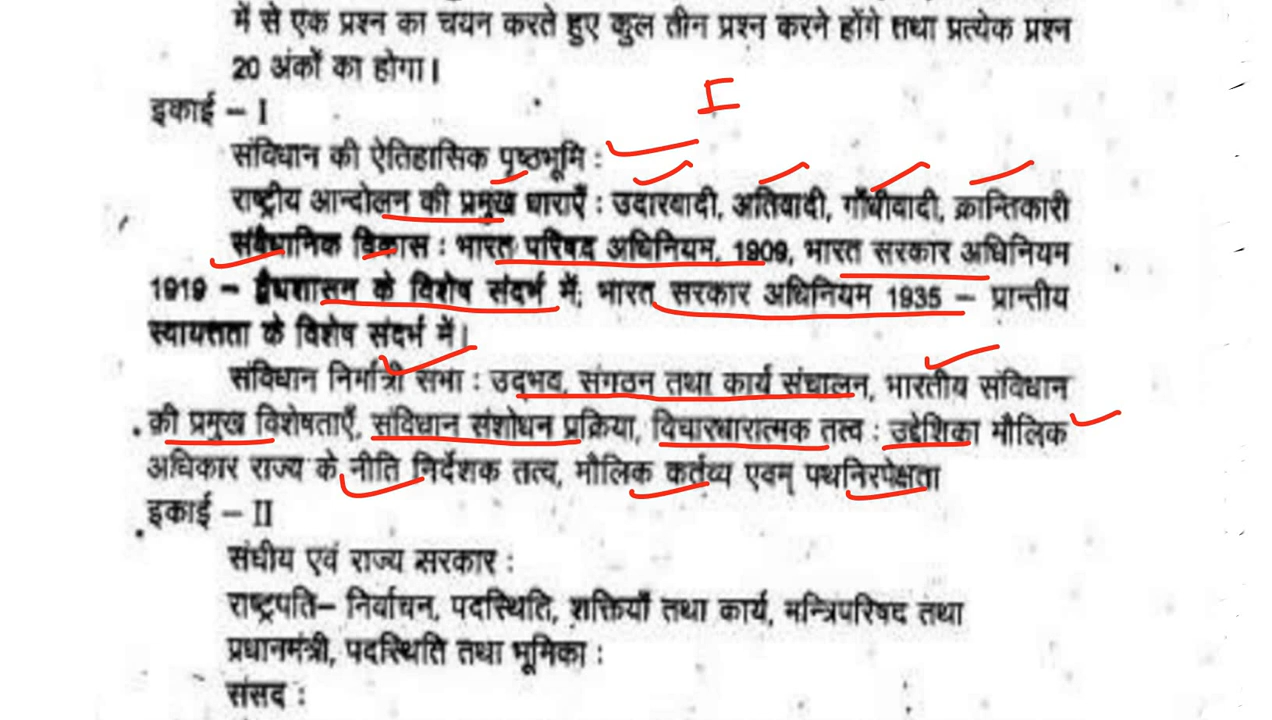 में से एक प्रश्न का चयन करते हुए कुल तीन प्रश्न करने होंगे तथा प्रत्येक प्रश्न
20 अंकों का होगा।
I
इकाई – I
संविधान की ऐतिहासिक पृष्ठभूमि :
राष्ट्रीय आन्दोलन की प्रमुख धाराएँ : उदारवादी, अतिवादी, गाँधीवादी, क्रान्तिकारी
संवैधानिक विकास : भारत परिषद अधिनियम, 1909, भारत सरकार अधिनियम
1919 – द्वैधशासन के विशेष संदर्भ में; भारत सरकार अधिनियम 1935 – प्रान्तीय
स्वायत्तता के विशेष संदर्भ में।
संविधान निर्मात्री सभा : उद्भव, संगठन तथा कार्य संचालन, भारतीय संविधान
की प्रमुख विशेषताएँ, संविधान संशोधन प्रक्रिया, विचारधारात्मक तत्व : उद्देशिका मौलिक
अधिकार राज्य के नीति निर्देशक तत्व, मौलिक कर्तव्य एवम् पथनिरपेक्षता
इकाई – II
संघीय एवं राज्य सरकार :
राष्ट्रपति– निर्वाचन, पदस्थिति, शक्तियाँ तथा कार्य, मन्त्रिपरिषद तथा
प्रधानमंत्री, पदस्थिति तथा भूमिका :
संसद :